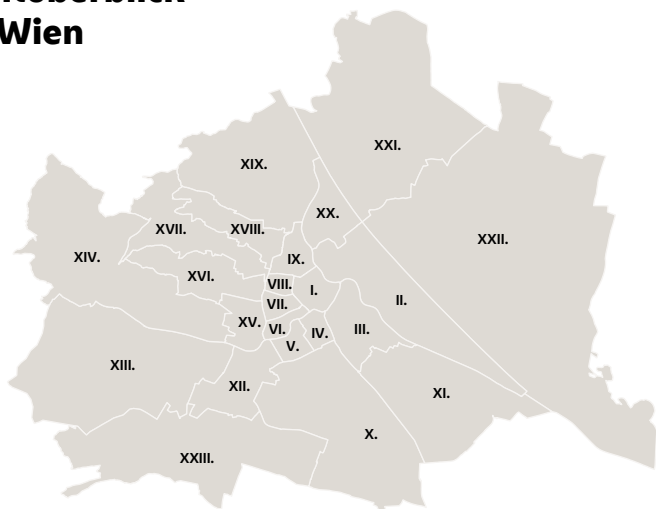 Wien
XXI.
XIX.
XX.
XVII.
XVIII.
XXII.
XIV.
IX.
XVI.
VIII.
I.
II.
VII.
XV.
VI.
IV.
III.
V.
XIII.
XII.
XI.
X.
XXIII.